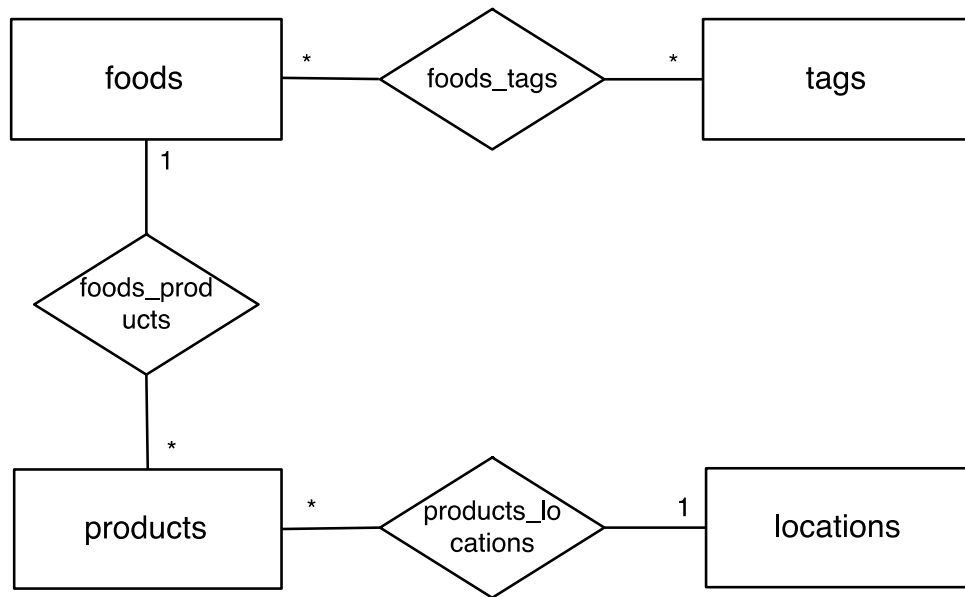 foods
*
foods_tags
*
tags
1
foods_prod
ucts
*
products
*
products_lo
cations
1
locations